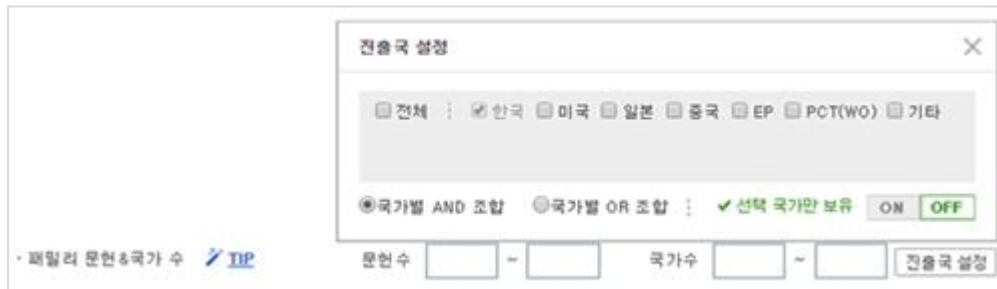 진출국 설정
전체 한국 미국 일본 중국 EP PCT(WO) 기타
국가별 AND 조합 국가별 OR 조합 선택 국가만 보유 ON OFF
· 패밀리 문헌&국가 수 TIP 문헌수 ~ 국가수 ~ 진출국 설정